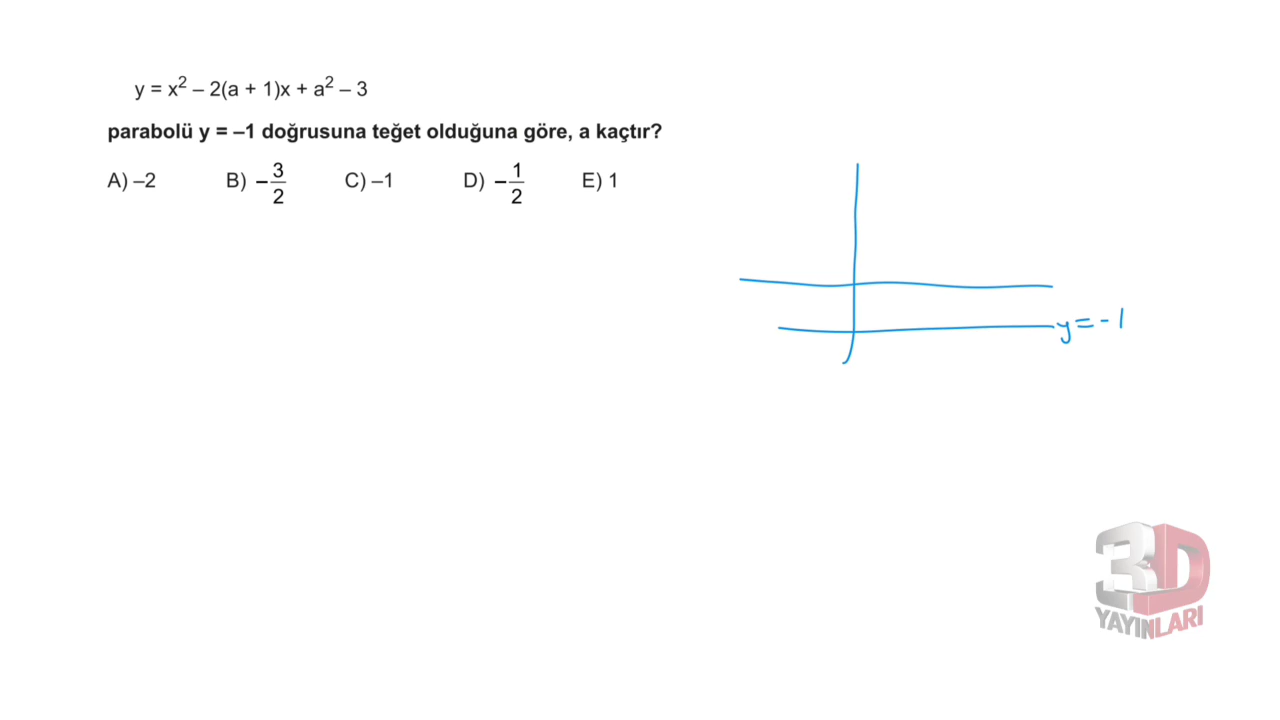 y = x² – 2(a + 1)x + a² – 3
parabolü y = –1 doğrusuna teğet olduğuna göre, a kaçtır?
A) –2 B) –3/2 C) –1 D) –1/2 E) 1
y = -1
3D
YAYINLARI